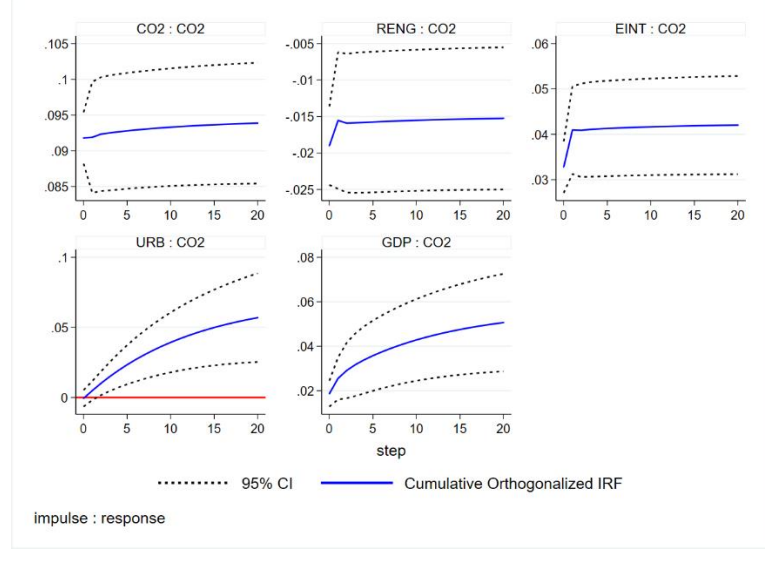 CO2 : CO2
RENG : CO2
EINT : CO2
.105
.1
.095
.09
.085
0 5 10 15 20
-.005
-.01
-.015
-.02
-.025
0 5 10 15 20
.06
.05
.04
.03
0 5 10 15 20
URB : CO2
GDP : CO2
.1
.05
0
0 5 10 15 20
.08
.06
.04
.02
0 5 10 15 20
step
95% CI
Cumulative Orthogonalized IRF
impulse : response